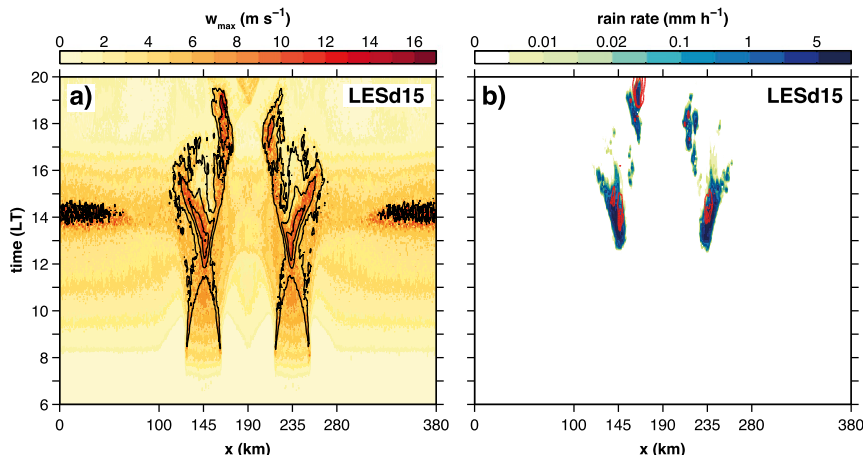 w_max (m s⁻¹)
0 2 4 6 8 10 12 14 16
rain rate (mm h⁻¹)
0 0.01 0.02 0.1 1 5
a) LESd15
b) LESd15
time (LT)
20
18
16
14
12
10
8
6
0 100 145 190 235 280 380
x (km)
0 100 145 190 235 280 380
x (km)